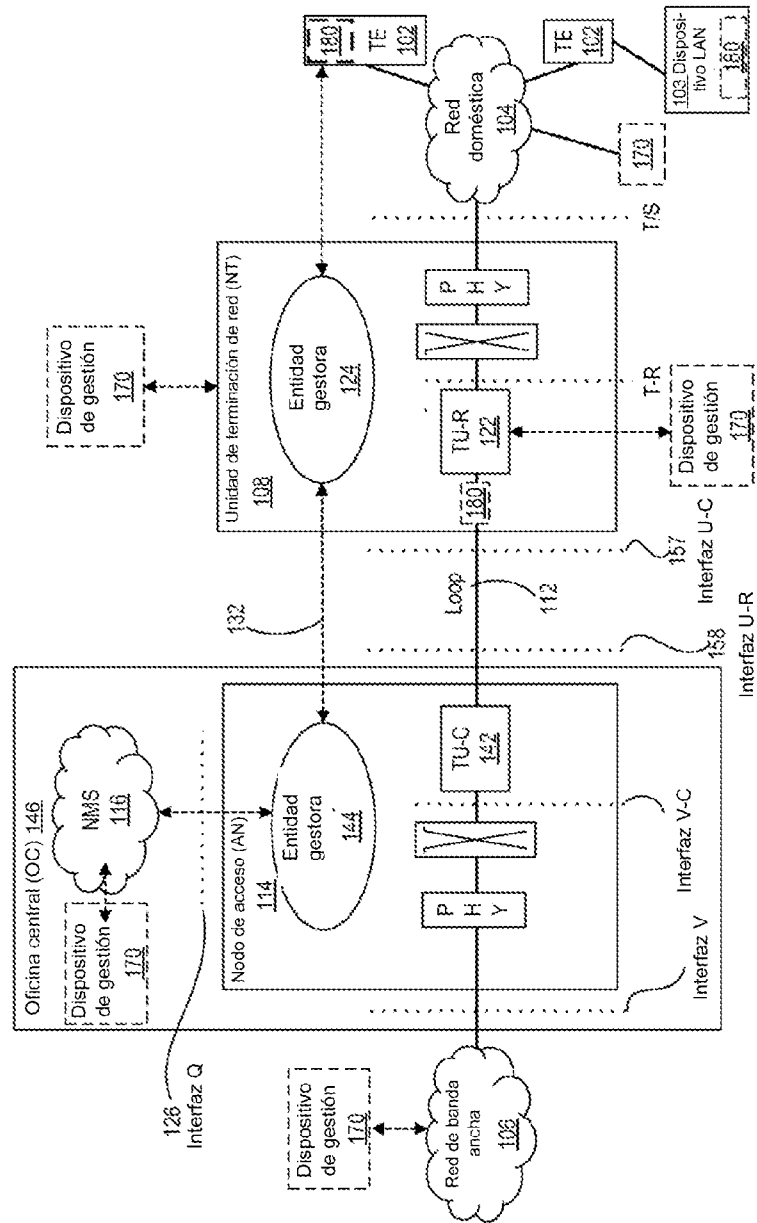 Oficina central (OC) 146
NMS
116
Dispositivo
de gestión
170
126
Interfaz Q
Nodo de acceso (AN)
114
Entidad
gestora
144
P
H
Y
TU-C
142
Interfaz V
Interfaz V-C
Dispositivo
de gestión
170
Red de banda
ancha
106
132
Loop
112
158
Interfaz U-R
157
Interfaz U-C
Dispositivo
de gestión
170
Unidad de terminación de red (NT)
108
Entidad
gestora
124
180
TU-R
122
P
H
Y
Dispositivo
de gestión
170
T-R
T/S
Red
doméstica
104
180
TE
102
TE
102
170
103 Disposi-
tivo LAN
180